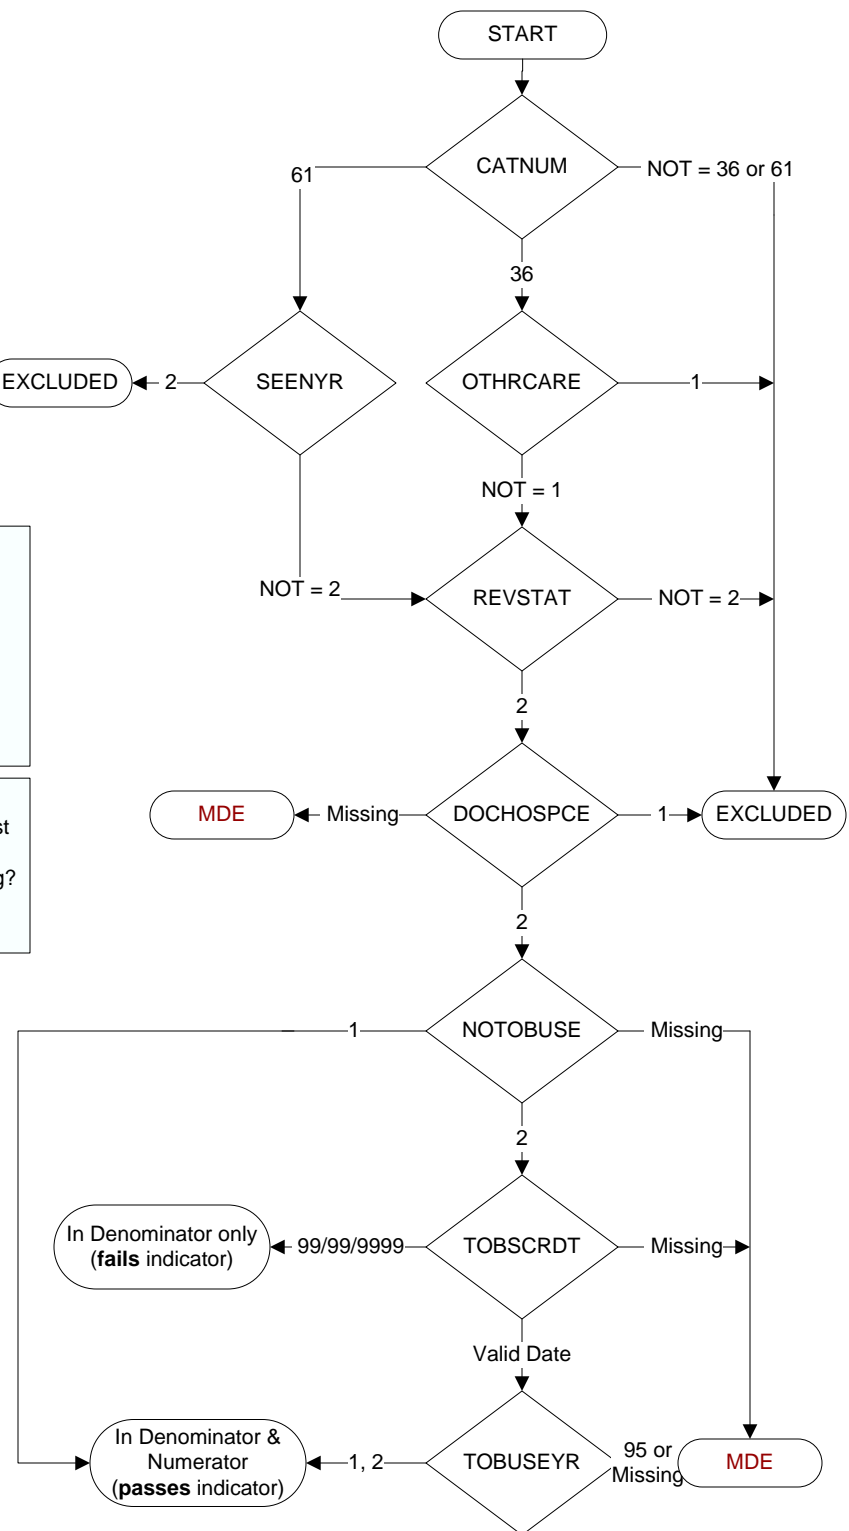 START
CATNUM
61
NOT = 36 or 61
36
EXCLUDED
2
SEENYR
OTHRCARE
1
NOT = 1
NOT = 2
REVSTAT
NOT = 2
2
st
g?
MDE
Missing
DOCHOSPCE
1
EXCLUDED
2
1
NOTOBUSE
Missing
2
In Denominator only
(fails indicator)
99/99/9999
TOBSCRDT
Missing
Valid Date
In Denominator &
Numerator
(passes indicator)
1, 2
TOBUSEYR
95 or
Missing
MDE